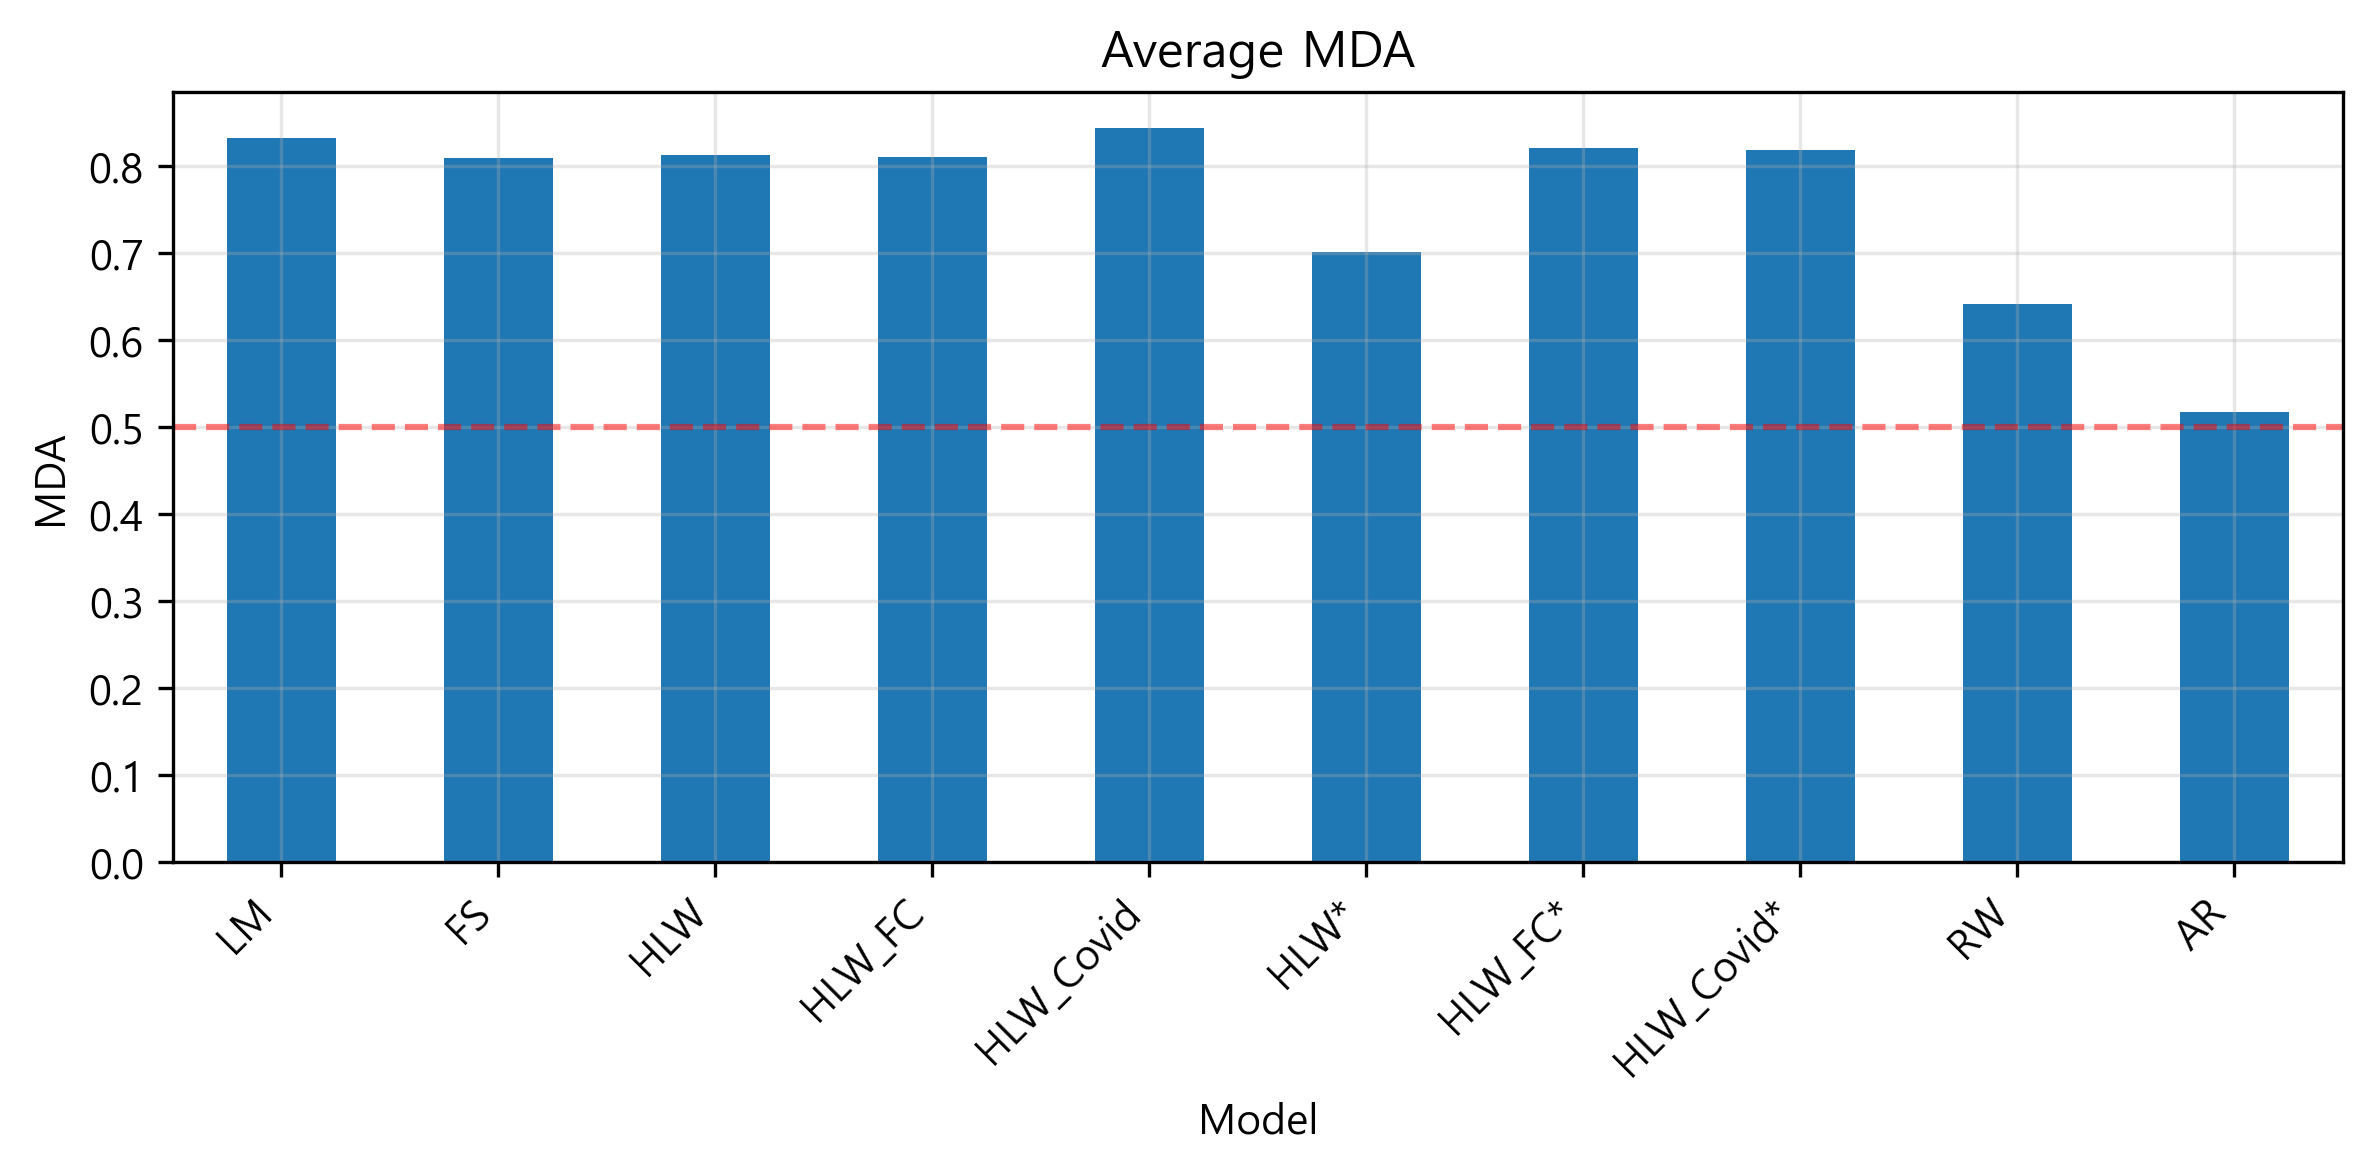 Average MDA
MDA
0.8
0.7
0.6
0.5
0.4
0.3
0.2
0.1
0.0
LM
FS
HLW
HLW_FC
HLW_Covid
HLW*
HLW_FC*
HLW_Covid*
RW
AR
Model